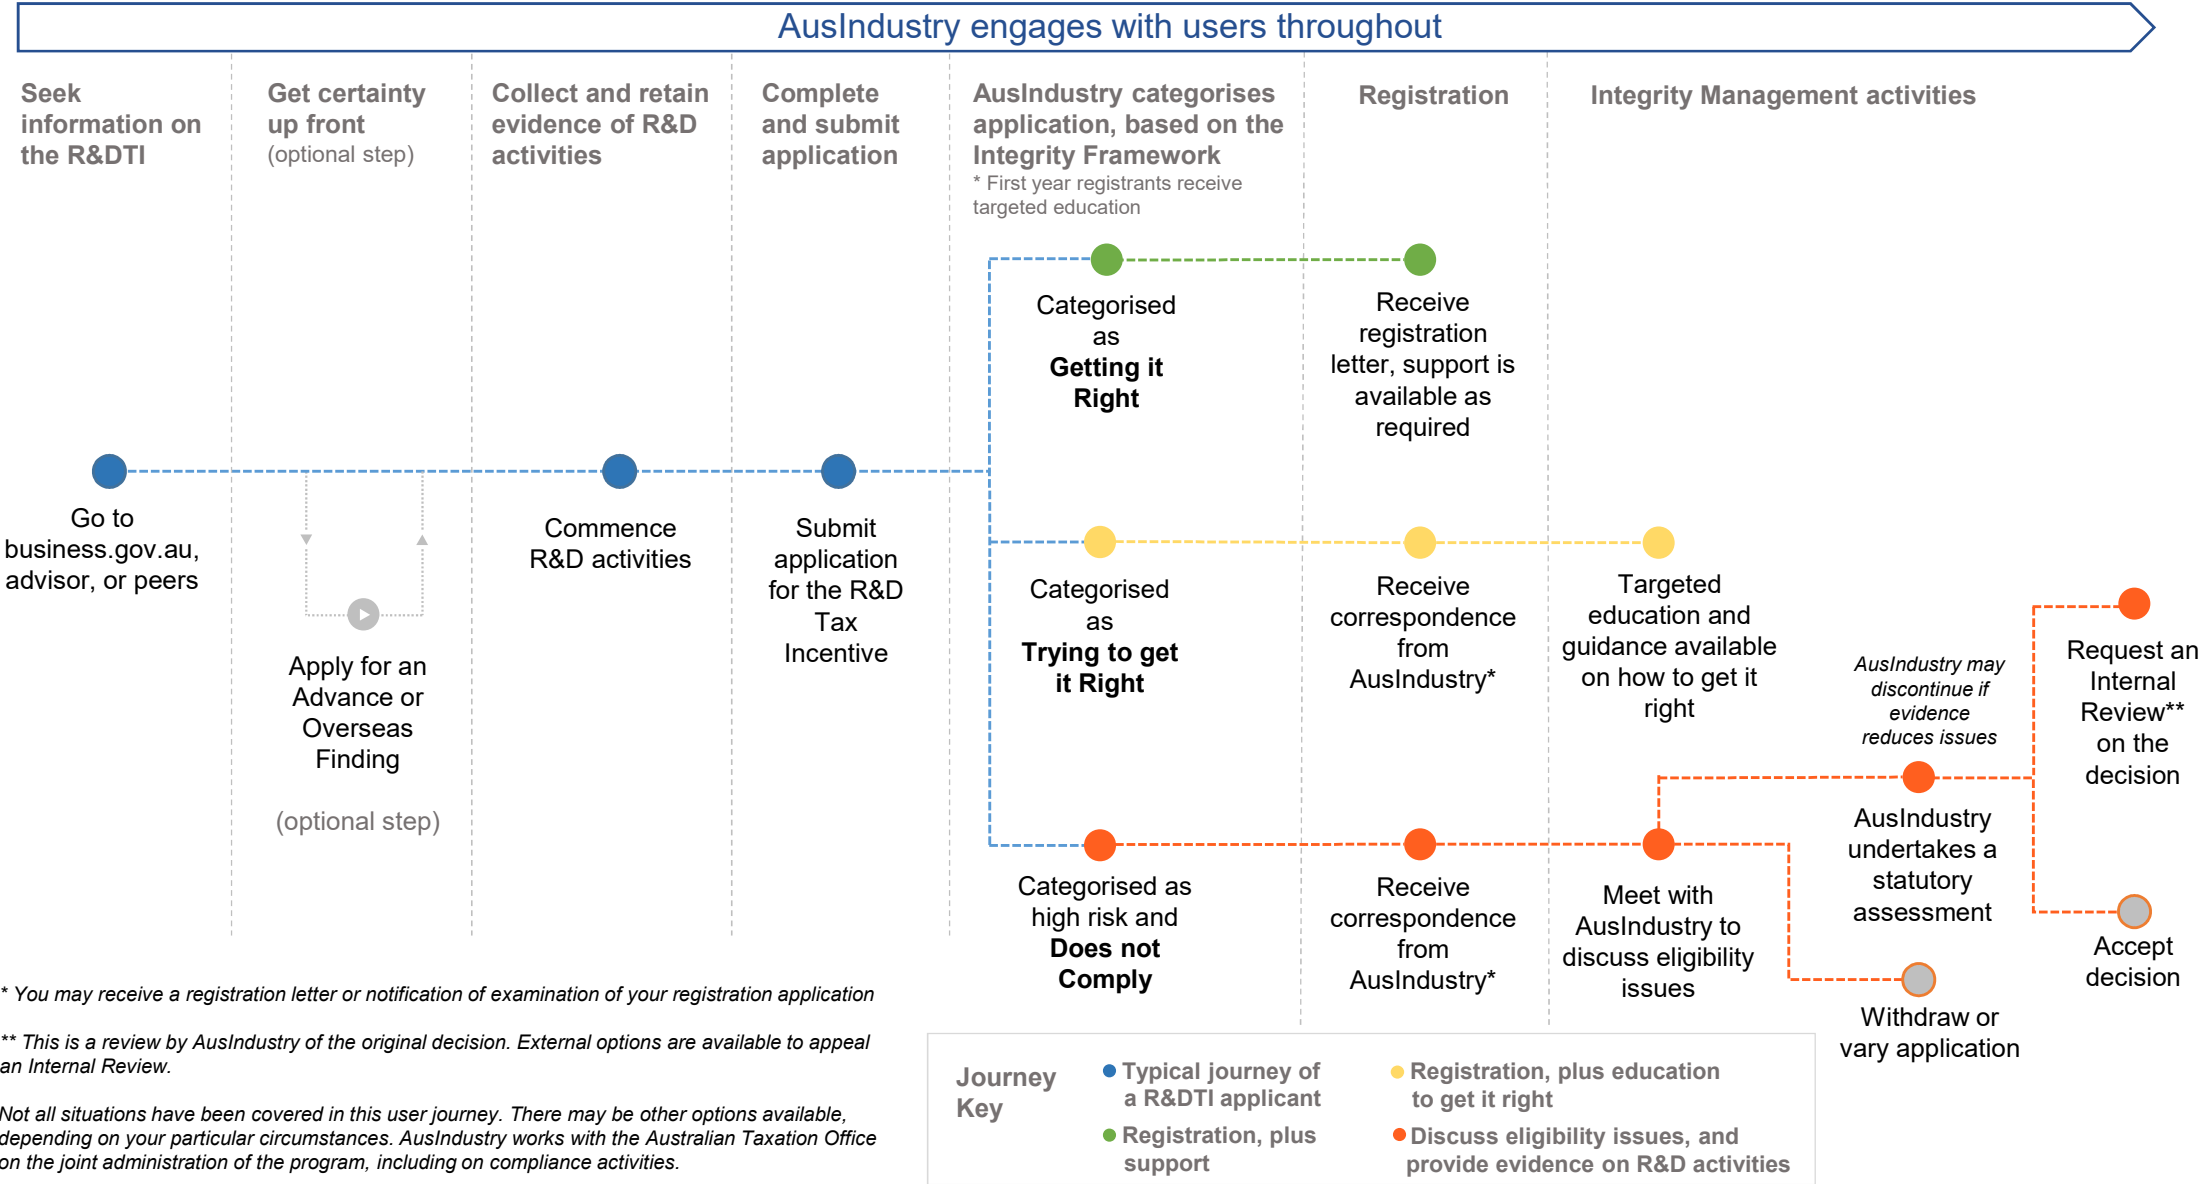 AusIndustry engages with users throughout
Seek
information on
the R&DTI
Get certainty
up front
(optional step)
Collect and retain
evidence of R&D
activities
Complete
and submit
application
AusIndustry categorises
application, based on the
Integrity Framework
* First year registrants receive
targeted education
Registration
Integrity Management activities
Go to
business.gov.au,
advisor, or peers
Apply for an
Advance or
Overseas
Finding
(optional step)
Commence
R&D activities
Submit
application
for the R&D
Tax
Incentive
Categorised
as
Getting it
Right
Receive
registration
letter, support is
available as
required
Categorised
as
Trying to get
it Right
Receive
correspondence
from
AusIndustry*
Targeted
education and
guidance available
on how to get it
right
Categorised as
high risk and
Does not
Comply
Receive
correspondence
from
AusIndustry*
Meet with
AusIndustry to
discuss eligibility
issues
AusIndustry may
discontinue if
evidence
reduces issues
AusIndustry
undertakes a
statutory
assessment
Withdraw or
vary application
Request an
Internal
Review**
on the
decision
Accept
decision
* You may receive a registration letter or notification of examination of your registration application
** This is a review by AusIndustry of the original decision. External options are available to appeal
an Internal Review.
Not all situations have been covered in this user journey. There may be other options available,
depending on your particular circumstances. AusIndustry works with the Australian Taxation Office
on the joint administration of the program, including on compliance activities.
Journey
Key
Typical journey of
a R&DTI applicant
Registration, plus
support
Registration, plus education
to get it right
Discuss eligibility issues, and
provide evidence on R&D activities